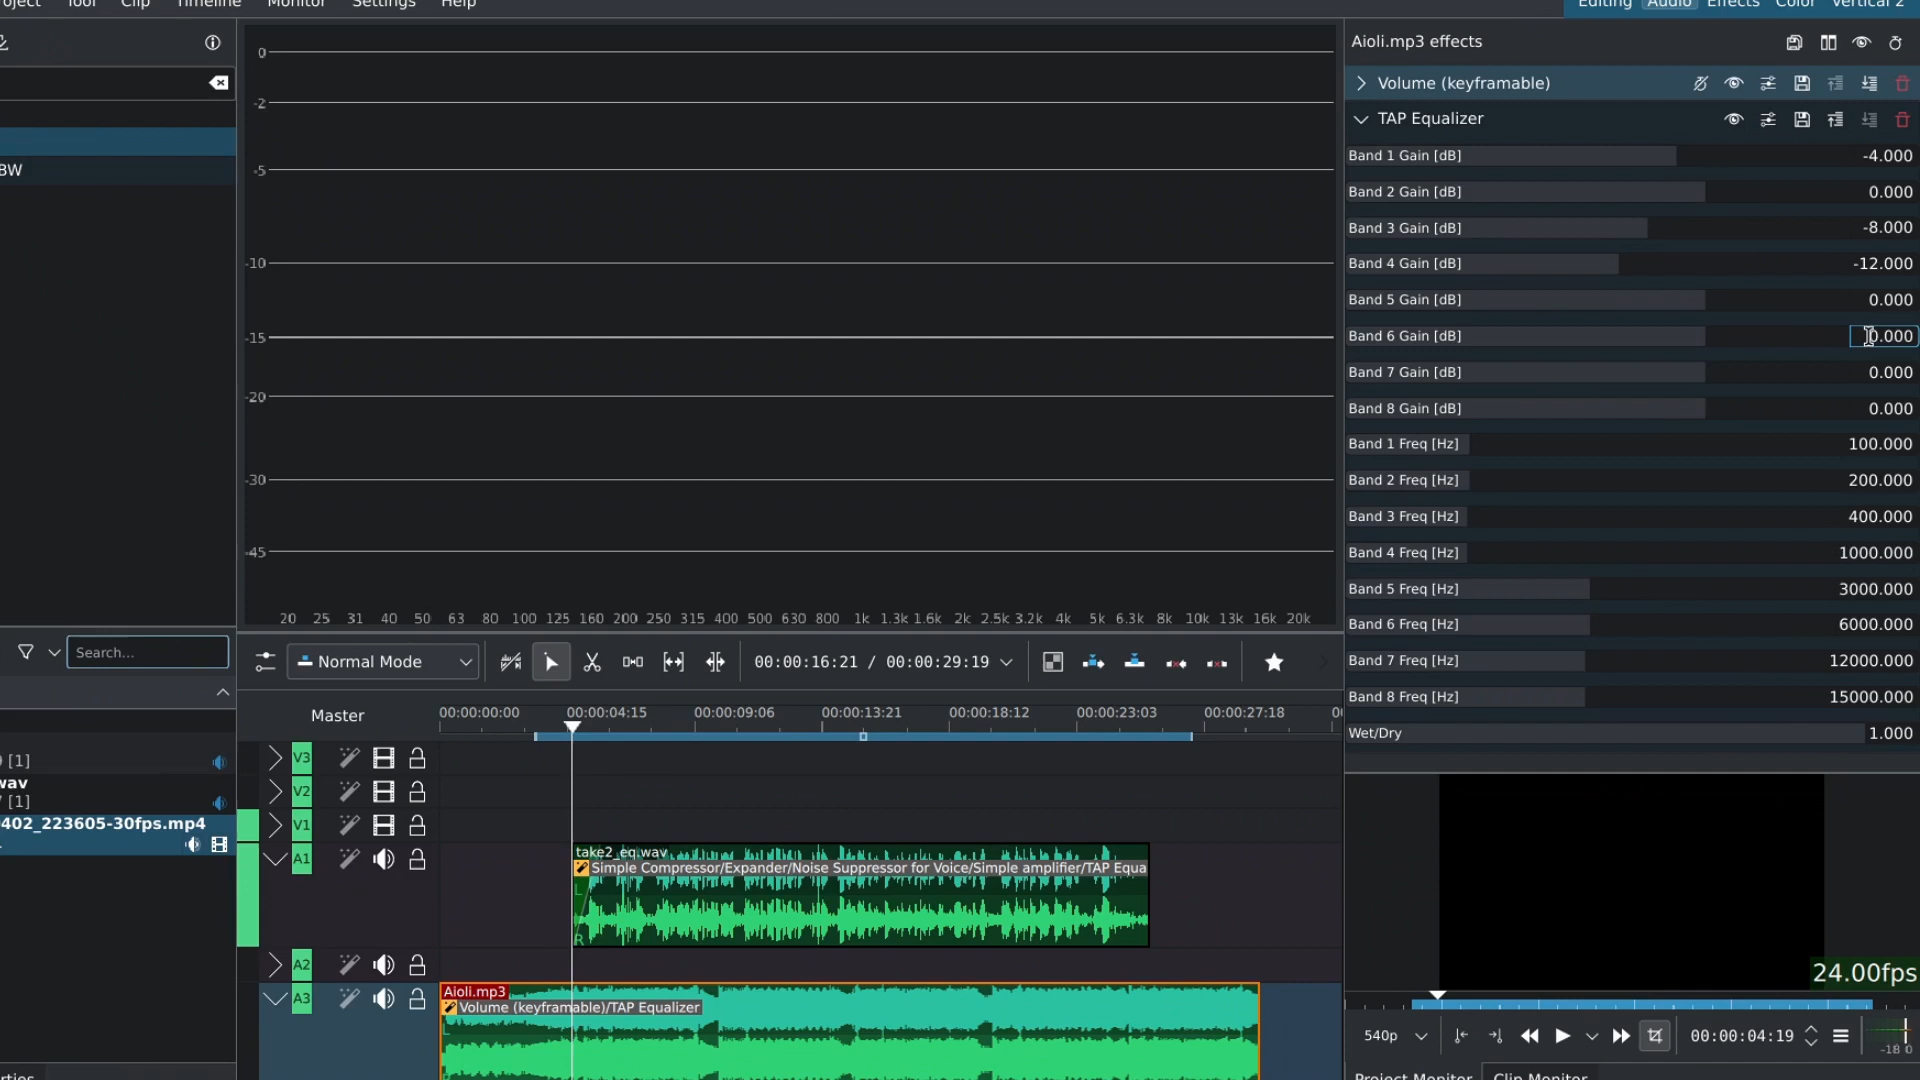 Project Tool Clip Timeline Monitor Settings Help
Editing Audio Effects Color Vertical 2
Aioli.mp3 effects
Volume (keyframable)
TAP Equalizer
Band 1 Gain [dB] -4.000
Band 2 Gain [dB] 0.000
Band 3 Gain [dB] -8.000
Band 4 Gain [dB] -12.000
Band 5 Gain [dB] 0.000
Band 6 Gain [dB] 0.000
Band 7 Gain [dB] 0.000
Band 8 Gain [dB] 0.000
Band 1 Freq [Hz] 100.000
Band 2 Freq [Hz] 200.000
Band 3 Freq [Hz] 400.000
Band 4 Freq [Hz] 1000.000
Band 5 Freq [Hz] 3000.000
Band 6 Freq [Hz] 6000.000
Band 7 Freq [Hz] 12000.000
Band 8 Freq [Hz] 15000.000
Wet/Dry 1.000
BW
0
-2
-5
-10
-15
-20
-30
-45
20 25 31 40 50 63 80 100 125 160 200 250 315 400 500 630 800 1k 1.3k 1.6k 2k 2.5k 3.2k 4k 5k 6.3k 8k 10k 13k 16k 20k
Search...
Normal Mode
00:00:16:21 / 00:00:29:19
[1]
wav
[1]
402_223605-30fps.mp4
Master
00:00:00:00 00:00:04:15 00:00:09:06 00:00:13:21 00:00:18:12 00:00:23:03 00:00:27:18 00
V3
V2
V1
A1
take2_eq.wav
Simple Compressor/Expander/Noise Suppressor for Voice/Simple amplifier/TAP Equa
L
R
A2
A3
Aioli.mp3
Volume (keyframable)/TAP Equalizer
L
24.00fps
540p 00:00:04:19
-18 0
Project Monitor Clip Monitor